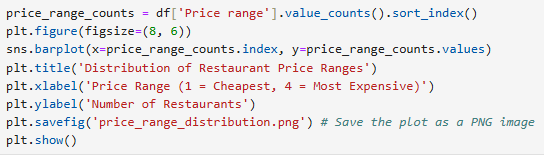 price_range_counts = df['Price range'].value_counts().sort_index()
plt.figure(figsize=(8, 6))
sns.barplot(x=price_range_counts.index, y=price_range_counts.values)
plt.title('Distribution of Restaurant Price Ranges')
plt.xlabel('Price Range (1 = Cheapest, 4 = Most Expensive)')
plt.ylabel('Number of Restaurants')
plt.savefig('price_range_distribution.png') # Save the plot as a PNG image
plt.show()